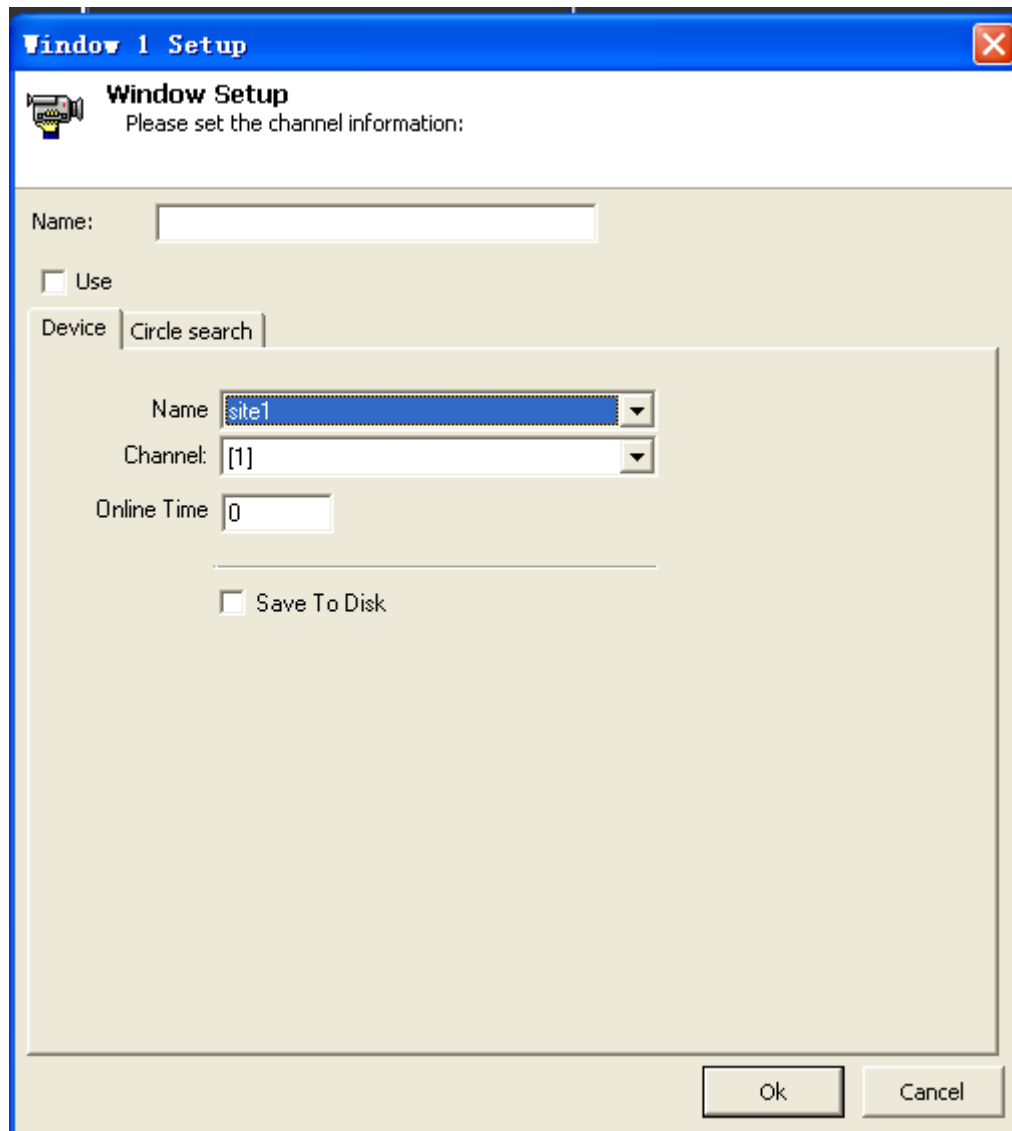 Window 1 Setup
Window Setup
Please set the channel information:
Name:
Use
Device Circle search
Name site1
Channel: [1]
Online Time 0
Save To Disk
Ok Cancel